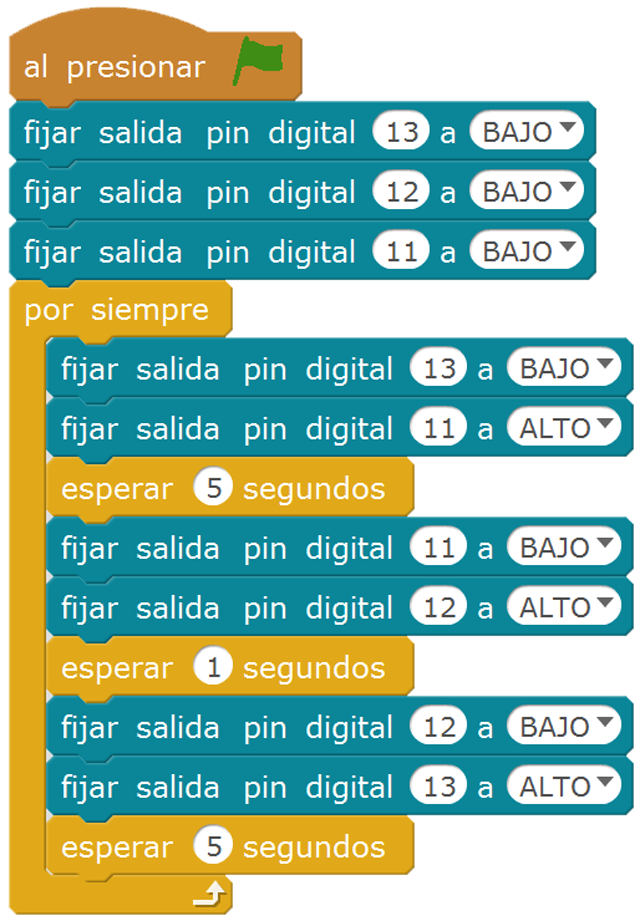 al presionar
fijar salida pin digital 13 a BAJO
fijar salida pin digital 12 a BAJO
fijar salida pin digital 11 a BAJO
por siempre
fijar salida pin digital 13 a BAJO
fijar salida pin digital 11 a ALTO
esperar 5 segundos
fijar salida pin digital 11 a BAJO
fijar salida pin digital 12 a ALTO
esperar 1 segundos
fijar salida pin digital 12 a BAJO
fijar salida pin digital 13 a ALTO
esperar 5 segundos